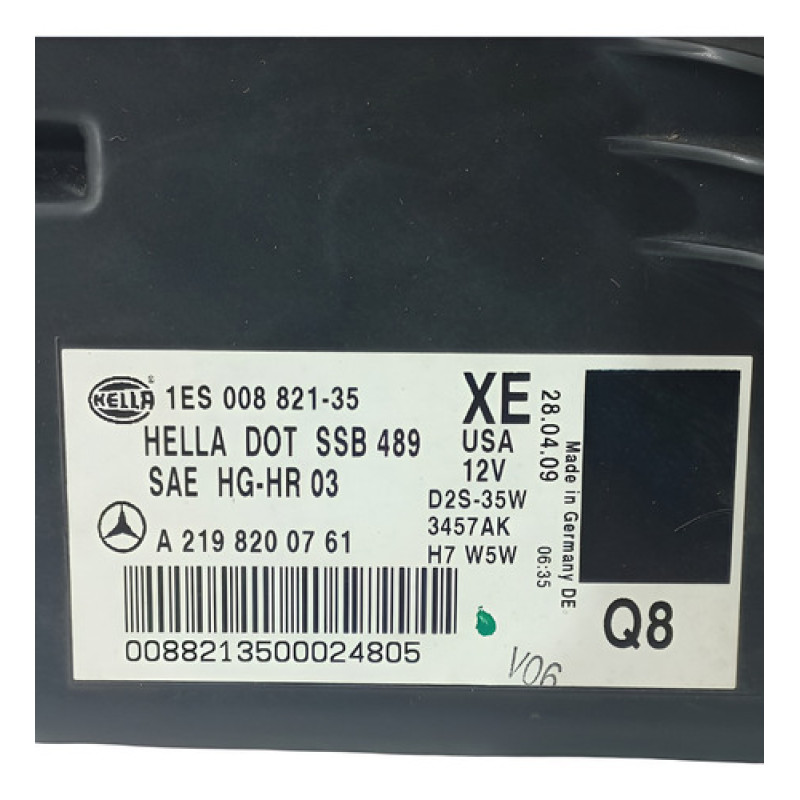 HELLA
1ES 008 821-35
HELLA DOT SSB 489
SAE HG-HR 03
A 219 820 07 61
0088213500024805
XE
USA
12V
D2S-35W
3457AK
H7 W5W
28.04.09
06:35
Made in Germany DE
Q8
V06